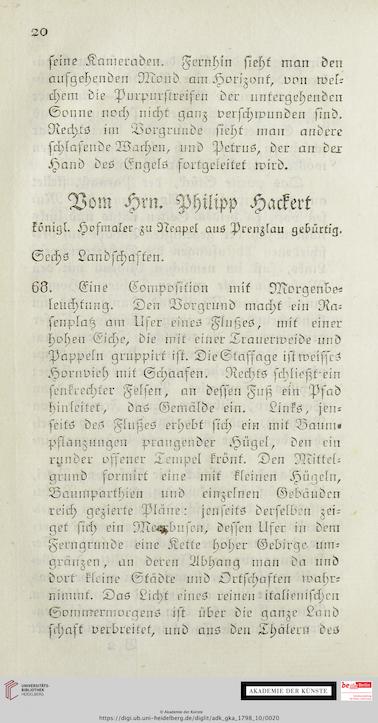 20
seine Kameraden. Fernhin sieht man den
aufgehenden Mond am Horizont, von wel-
chem die Purpurstreifen der untergehenden
Sonne noch nicht ganz verschwunden sind.
Rechts im Vorgrunde sieht man andere
schlafende Wachen, und Petrus, der an der
Hand des Engels fortgeleitet wird.
Vom Hrn. Philipp Hackert
königl. Hofmaler zu Neapel aus Prenzlau gebürtig.
Sechs Landschaften.
68. Eine Composition mit Morgenbe-
leuchtung. Den Vorgrund macht ein Ra-
senplatz am Ufer eines Flußes, mit einer
hohen Eiche, die mit einer Trauerweide und
Pappeln gruppirt ist. Die Staffage ist weisses
Hornvieh mit Schaafen. Rechts schließt ein
senkrechter Felsen, an dessen Fuß ein Pfad
hinleitet, das Gemälde ein. Links, jen-
seits des Flußes erhebt sich ein mit Baum-
pflanzungen prangender Hügel, den ein
runder offener Tempel krönt. Den Mittel-
grund formirt eine mit kleinen Hügeln,
Baumparthien und einzelnen Gebäuden
reich gezierte Pläne: jenseits derselben zei-
get sich ein Meerbusen, dessen Ufer in dem
Ferngrunde eine Kette hoher Gebirge um-
gränzen, an deren Abhang man da und
dort kleine Städte und Ortschaften wahr-
nimmt. Das Licht eines reinen italienischen
Sommermorgens ist über die ganze Land
schaft verbreitet, und aus den Thälern des
UNIVERSITÄTS-
BIBLIOTHEK
HEIDELBERG
AKADEMIE DER KÜNSTE
be Berlin
© Akademie der Künste
https://digi.ub.uni-heidelberg.de/diglit/adk_gka_1798_10/0020